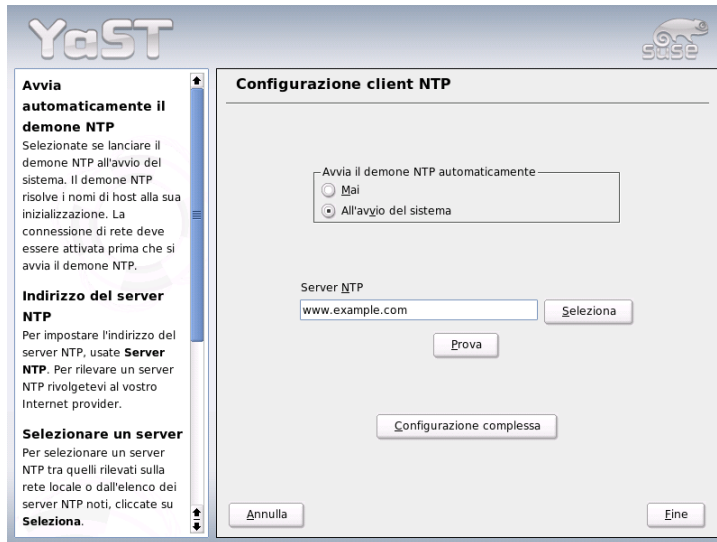 YaST
SUSE
Avvia
automaticamente il
demone NTP
Selezionate se lanciare il
demone NTP all'avvio del
sistema. Il demone NTP
risolve i nomi di host alla sua
inizializzazione. La
connessione di rete deve
essere attivata prima che si
avvia il demone NTP.
Indirizzo del server
NTP
Per impostare l'indirizzo del
server NTP, usate Server
NTP. Per rilevare un server
NTP rivolgetevi al vostro
Internet provider.
Selezionare un server
Per selezionare un server
NTP tra quelli rilevati sulla
rete locale o dall'elenco dei
server NTP noti, cliccate su
Seleziona.
Configurazione client NTP
Avvia il demone NTP automaticamente
Mai
All'avvio del sistema
Server NTP
www.example.com
Seleziona
Prova
Configurazione complessa
Annulla
Fine